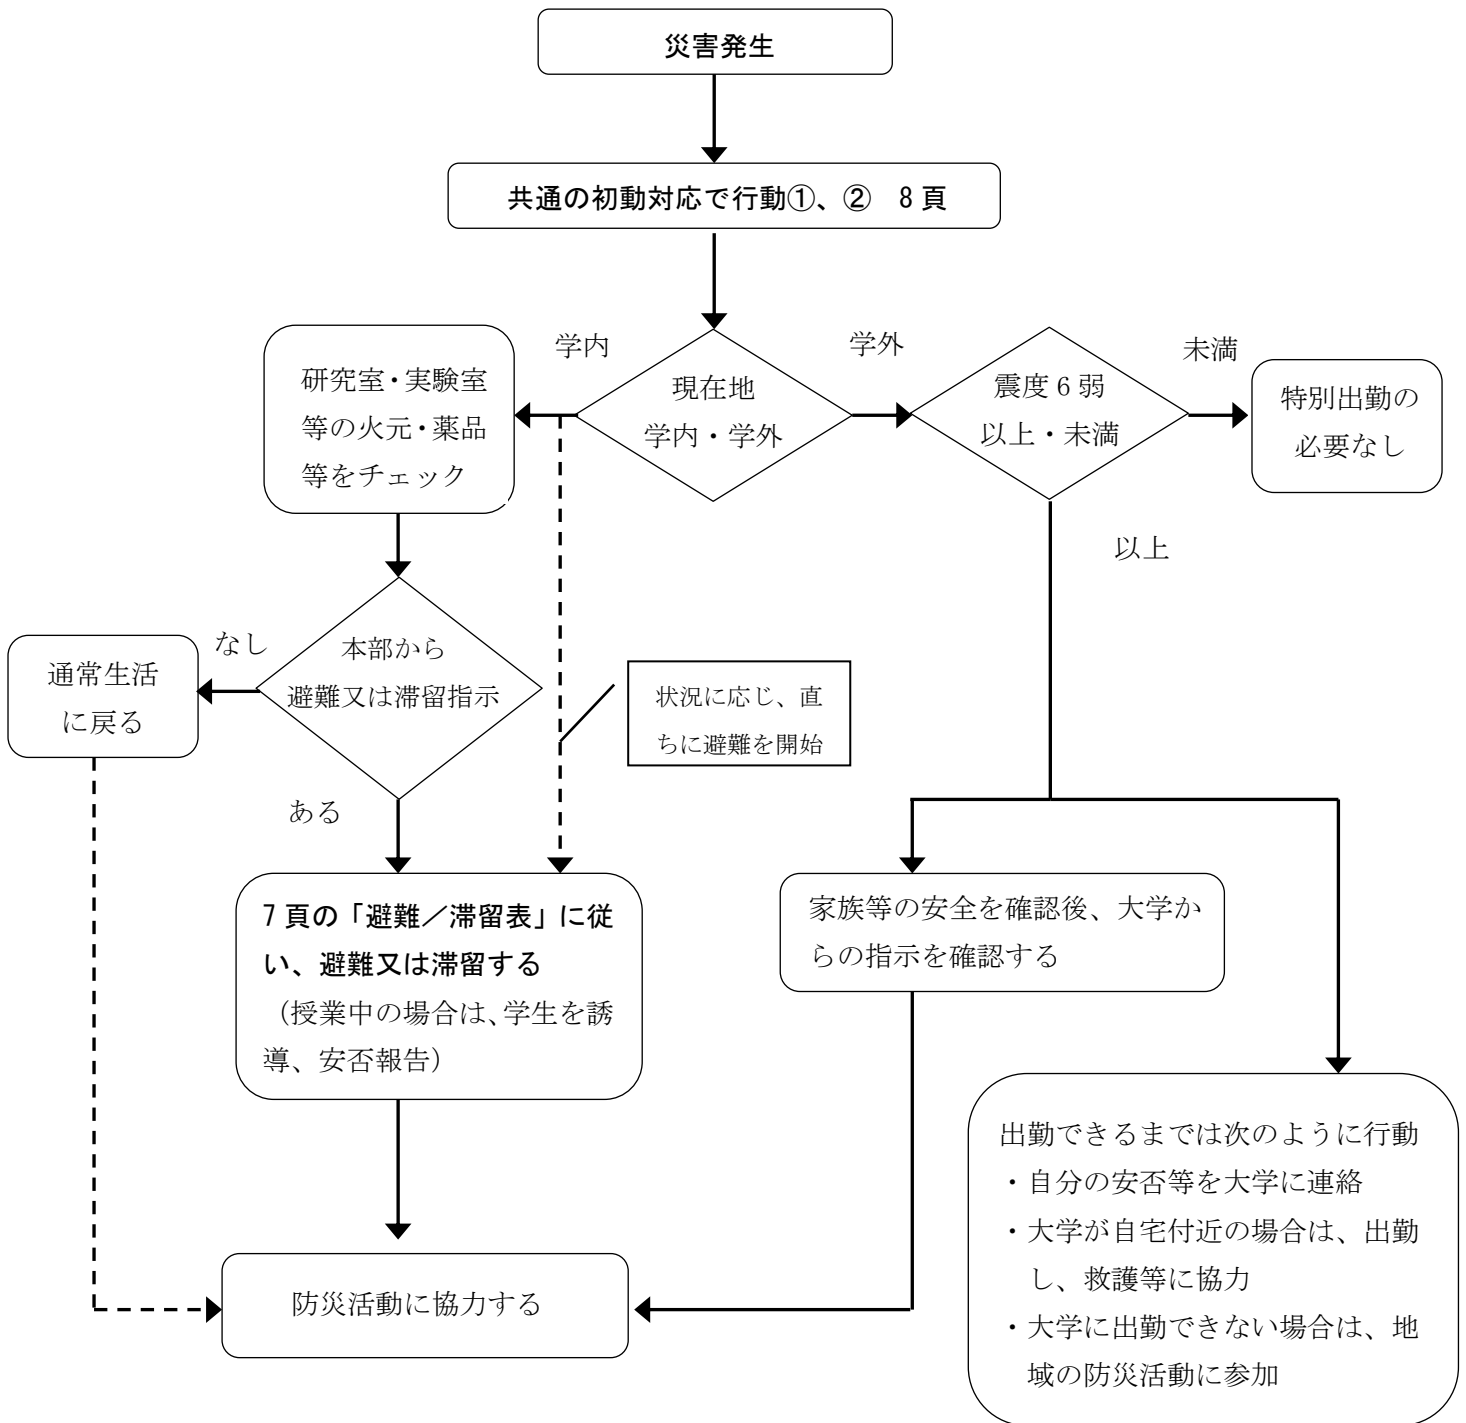 災害発生
共通の初動対応で行動①、②　8頁
学内
学外
未満
研究室・実験室
等の火元・薬品
等をチェック
現在地
学内・学外
震度6弱
以上・未満
特別出勤の
必要なし
以上
なし
本部から
避難又は滞留指示
通常生活
に戻る
状況に応じ、直
ちに避難を開始
ある
7頁の「避難／滞留表」に従
い、避難又は滞留する
（授業中の場合は、学生を誘
導、安否報告）
家族等の安全を確認後、大学か
らの指示を確認する
出勤できるまでは次のように行動
・自分の安否等を大学に連絡
・大学が自宅付近の場合は、出勤
し、救護等に協力
・大学に出勤できない場合は、地
域の防災活動に参加
防災活動に協力する